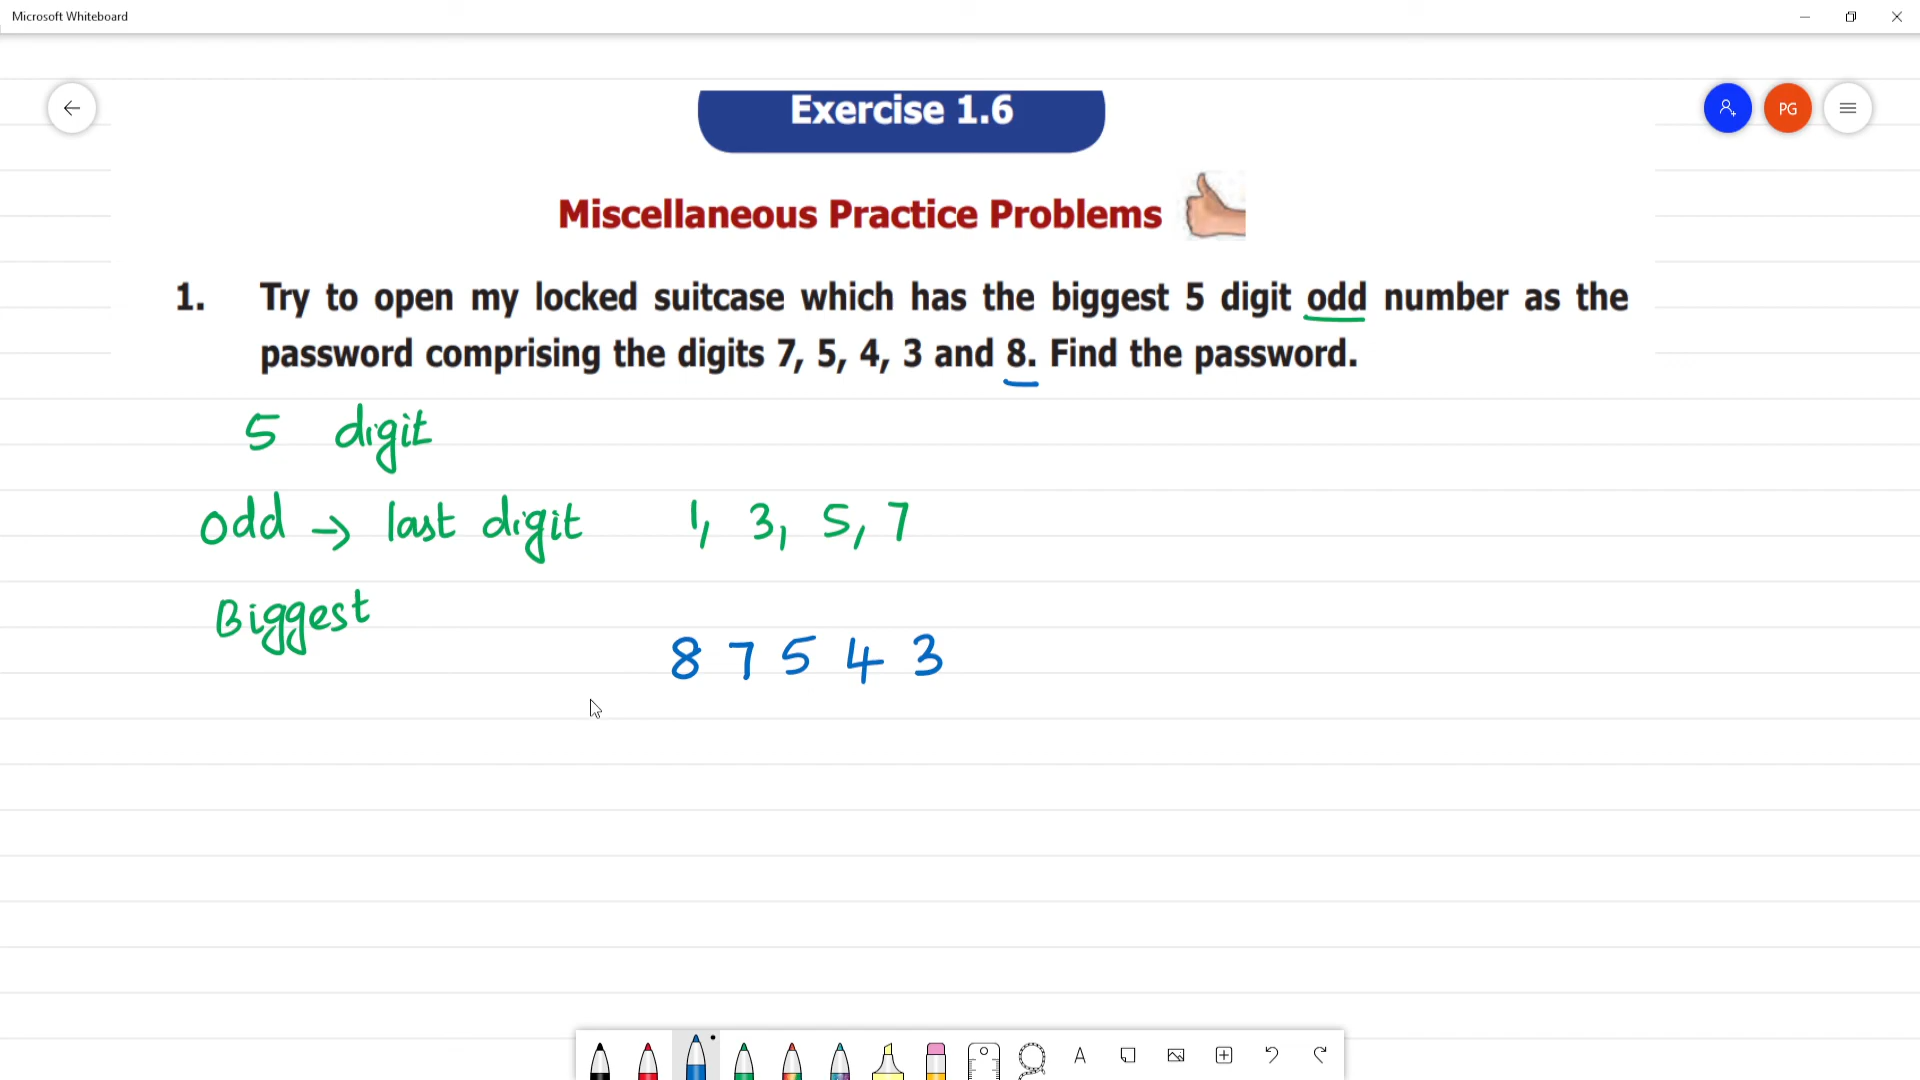 Microsoft Whiteboard
Exercise 1.6
PG
Miscellaneous Practice Problems
1. Try to open my locked suitcase which has the biggest 5 digit odd number as the
password comprising the digits 7, 5, 4, 3 and 8. Find the password.
5 digit
odd → last digit 1, 3, 5, 7
Biggest
8 7 5 4 3
A